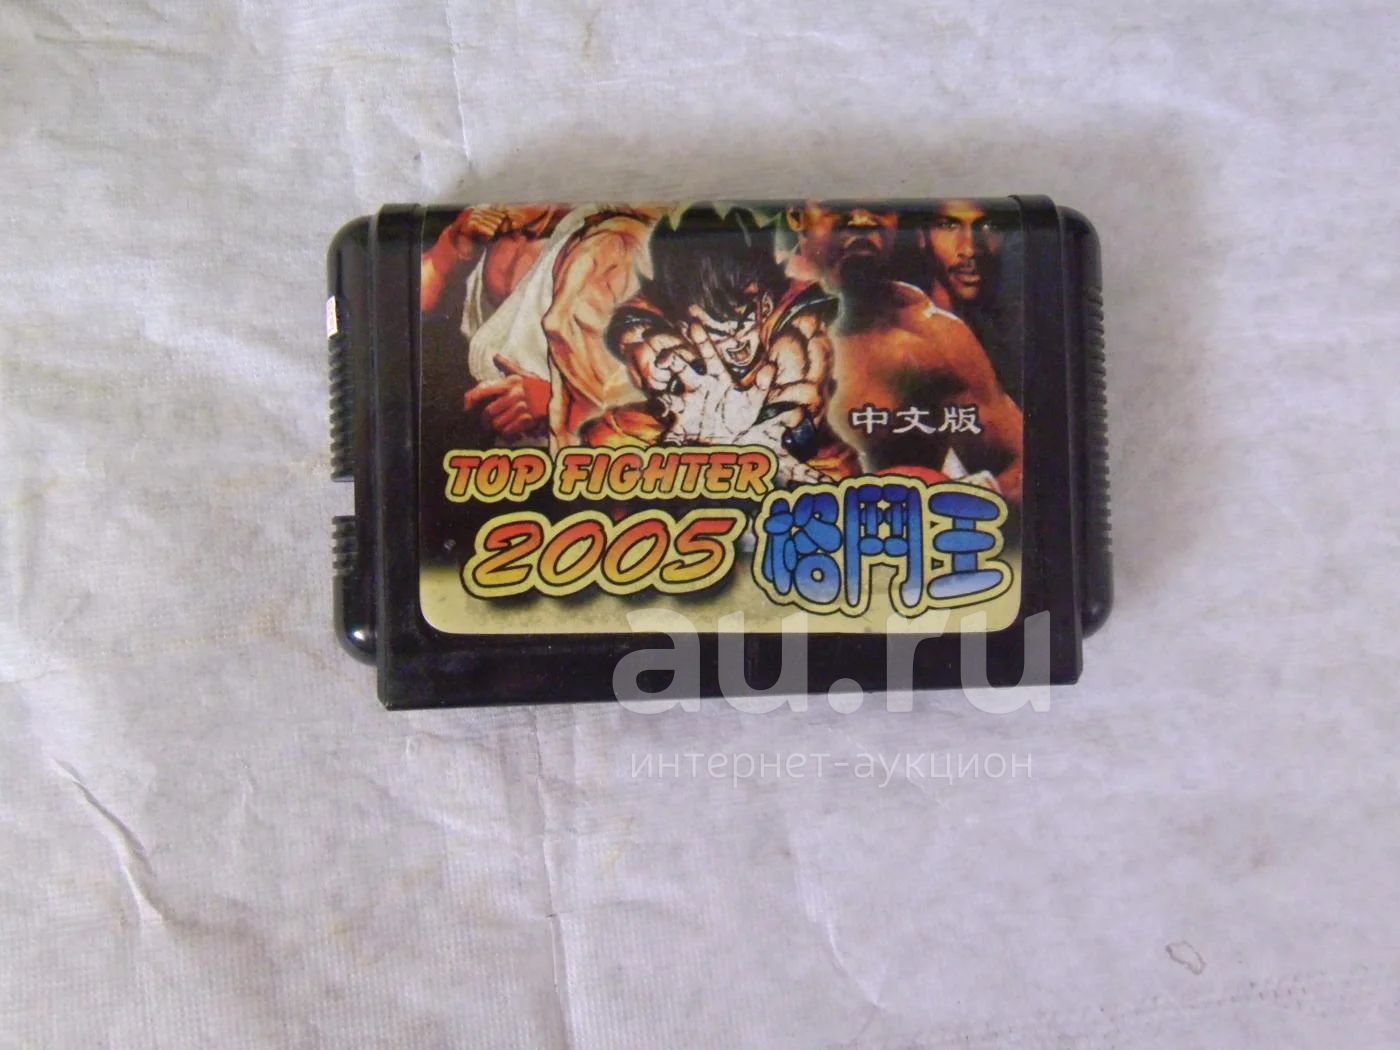 中文版
TOP FIGHTER
2005 格鬥王
au.ru
интернет-аукцион